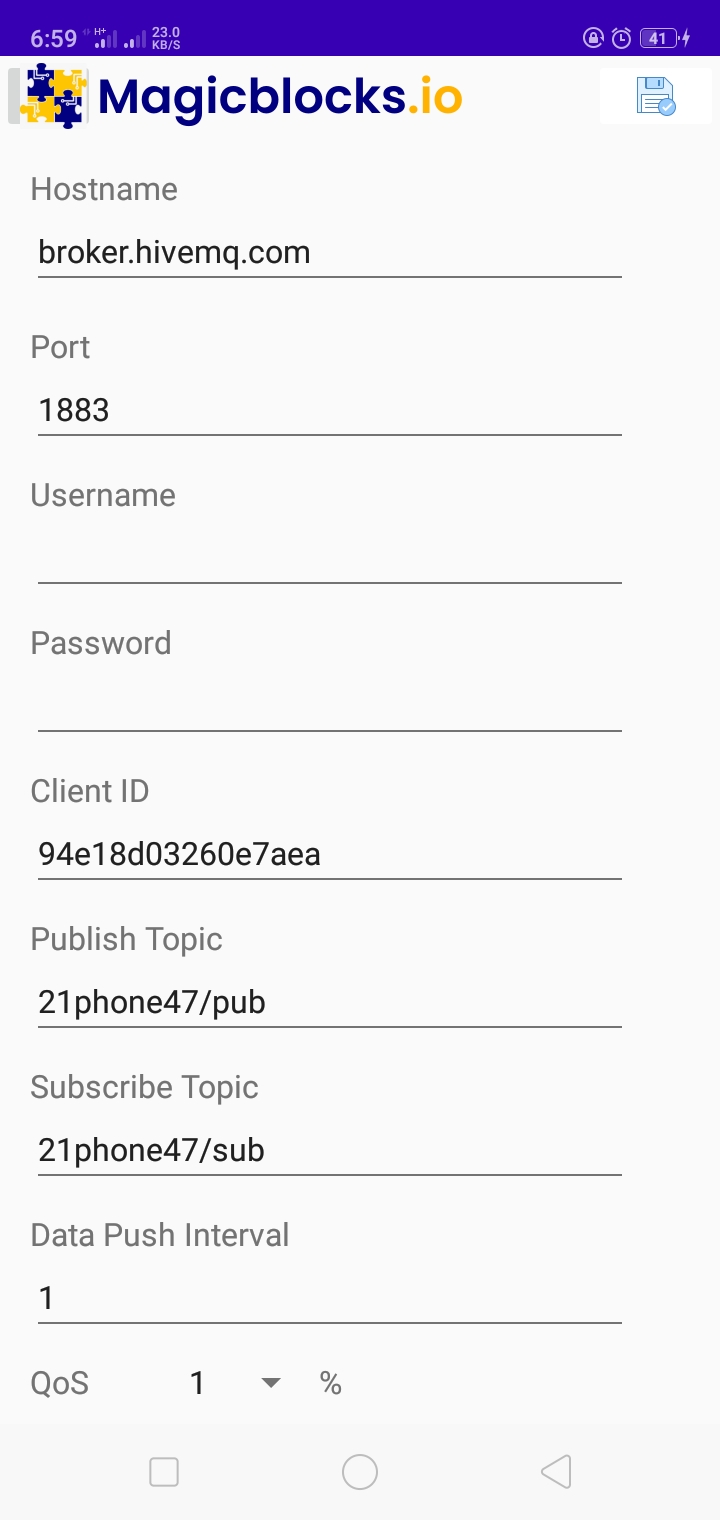 6:59 H+ 23.0 KB/S 41
Magicblocks.io
Hostname
broker.hivemq.com
Port
1883
Username
Password
Client ID
94e18d03260e7aea
Publish Topic
21phone47/pub
Subscribe Topic
21phone47/sub
Data Push Interval
1
QoS 1 %